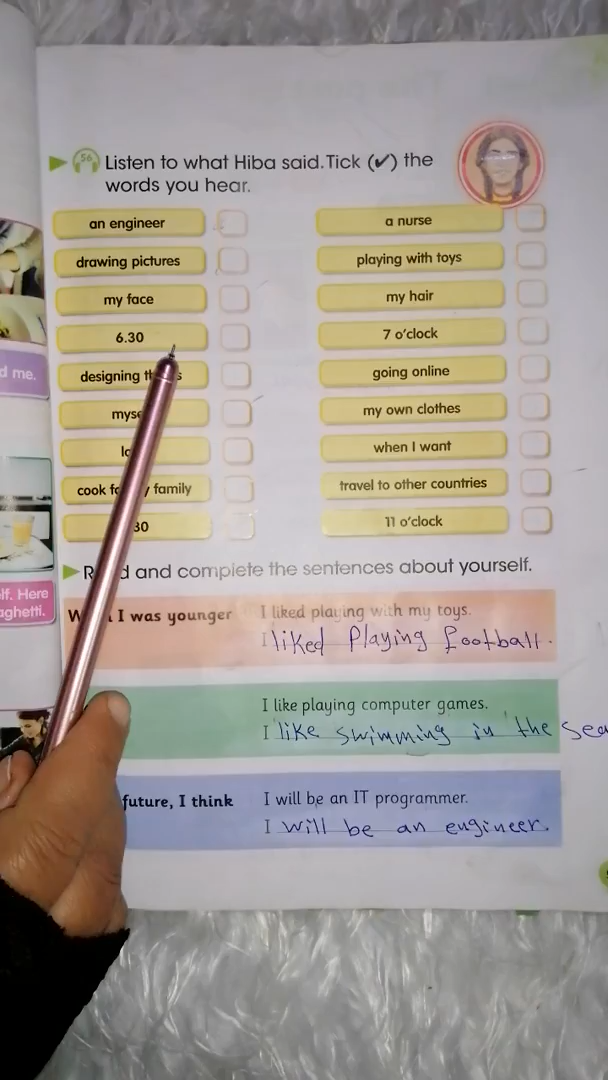 56
Listen to what Hiba said. Tick (✔) the
words you hear.
an engineer
a nurse
drawing pictures
playing with toys
my face
my hair
6.30
7 o'clock
designing
going online
my own clothes
when I want
cook family
travel to other countries
30
11 o'clock
and complete the sentences about yourself.
I was younger
I liked playing with my toys.
I liked Playing football.
I like playing computer games.
I like swimming in the sea
future, I think
I will be an IT programmer.
I will be an engineer.
d me.
elf. Here
aghetti.